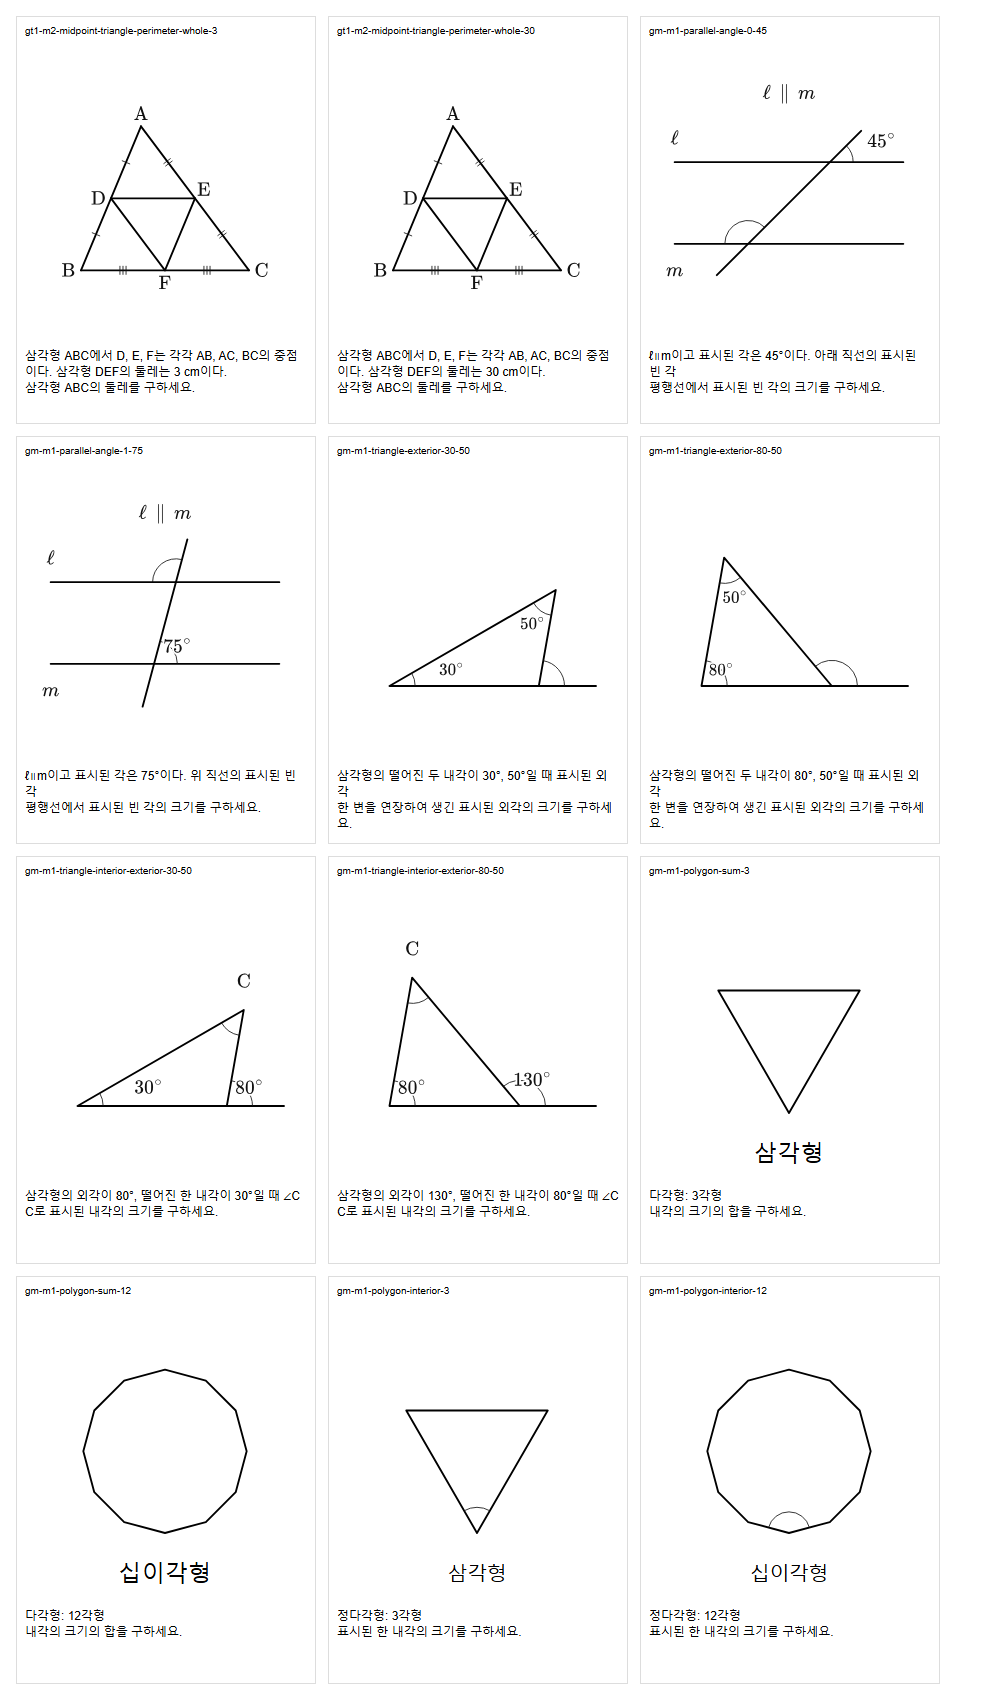 gt1-m2-midpoint-triangle-perimeter-whole-3
A
D
E
B
F
C
삼각형 ABC에서 D, E, F는 각각 AB, AC, BC의 중점
이다. 삼각형 DEF의 둘레는 3 cm이다.
삼각형 ABC의 둘레를 구하세요.
gt1-m2-midpoint-triangle-perimeter-whole-30
A
D
E
B
F
C
삼각형 ABC에서 D, E, F는 각각 AB, AC, BC의 중점
이다. 삼각형 DEF의 둘레는 30 cm이다.
삼각형 ABC의 둘레를 구하세요.
gm-m1-parallel-angle-0-45
ℓ ∥ m
ℓ
45°
m
ℓ∥m이고 표시된 각은 45°이다. 아래 직선의 표시된
빈 각
평행선에서 표시된 빈 각의 크기를 구하세요.
gm-m1-parallel-angle-1-75
ℓ ∥ m
ℓ
75°
m
ℓ∥m이고 표시된 각은 75°이다. 위 직선의 표시된 빈
각
평행선에서 표시된 빈 각의 크기를 구하세요.
gm-m1-triangle-exterior-30-50
50°
30°
삼각형의 떨어진 두 내각이 30°, 50°일 때 표시된 외
각
한 변을 연장하여 생긴 표시된 외각의 크기를 구하세
요.
gm-m1-triangle-exterior-80-50
50°
80°
삼각형의 떨어진 두 내각이 80°, 50°일 때 표시된 외
각
한 변을 연장하여 생긴 표시된 외각의 크기를 구하세
요.
gm-m1-triangle-interior-exterior-30-50
C
30°
80°
삼각형의 외각이 80°, 떨어진 한 내각이 30°일 때 ∠C
C로 표시된 내각의 크기를 구하세요.
gm-m1-triangle-interior-exterior-80-50
C
80°
130°
삼각형의 외각이 130°, 떨어진 한 내각이 80°일 때 ∠C
C로 표시된 내각의 크기를 구하세요.
gm-m1-polygon-sum-3
삼각형
다각형: 3각형
내각의 크기의 합을 구하세요.
gm-m1-polygon-sum-12
십이각형
다각형: 12각형
내각의 크기의 합을 구하세요.
gm-m1-polygon-interior-3
삼각형
정다각형: 3각형
표시된 한 내각의 크기를 구하세요.
gm-m1-polygon-interior-12
십이각형
정다각형: 12각형
표시된 한 내각의 크기를 구하세요.